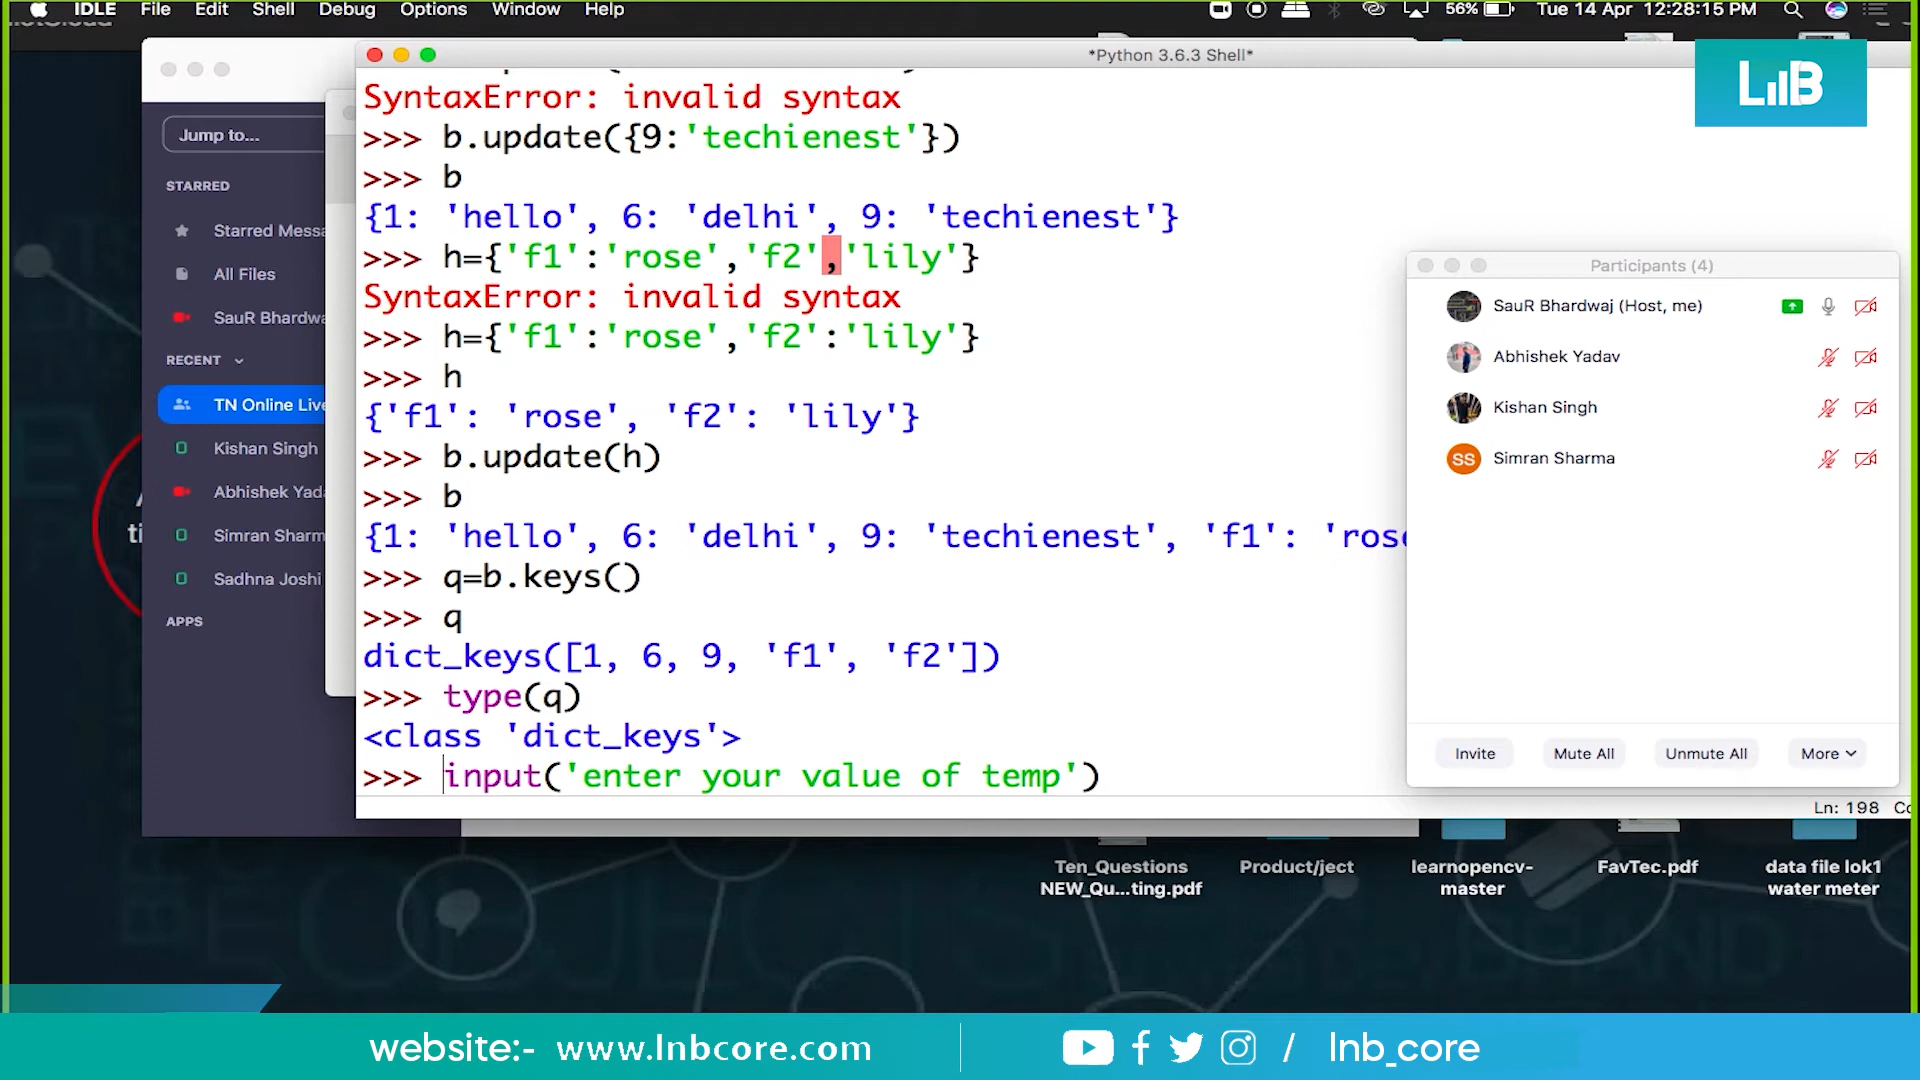 IDLE File Edit Shell Debug Options Window Help 56% Tue 14 Apr 12:28:15 PM
*Python 3.6.3 Shell*
LNB
SyntaxError: invalid syntax
>>> b.update({9:'techienest'})
>>> b
{1: 'hello', 6: 'delhi', 9: 'techienest'}
>>> h={'f1':'rose','f2','lily'}
SyntaxError: invalid syntax
>>> h={'f1':'rose','f2':'lily'}
>>> h
{'f1': 'rose', 'f2': 'lily'}
>>> b.update(h)
>>> b
{1: 'hello', 6: 'delhi', 9: 'techienest', 'f1': 'rose
>>> q=b.keys()
>>> q
dict_keys([1, 6, 9, 'f1', 'f2'])
>>> type(q)
<class 'dict_keys'>
>>> input('enter your value of temp')
Ln: 198
Jump to...
STARRED
Starred Messa
All Files
SauR Bhardwa
RECENT
TN Online Live
Kishan Singh
Abhishek Yada
Simran Sharm
Sadhna Joshi
APPS
Participants (4)
SauR Bhardwaj (Host, me)
Abhishek Yadav
Kishan Singh
SS Simran Sharma
Invite Mute All Unmute All More
Ten_Questions
NEW_Qu...ting.pdf
Product/ject
learnopencv-
master
FavTec.pdf
data file lok1
water meter
website:- www.lnbcore.com / lnb_core